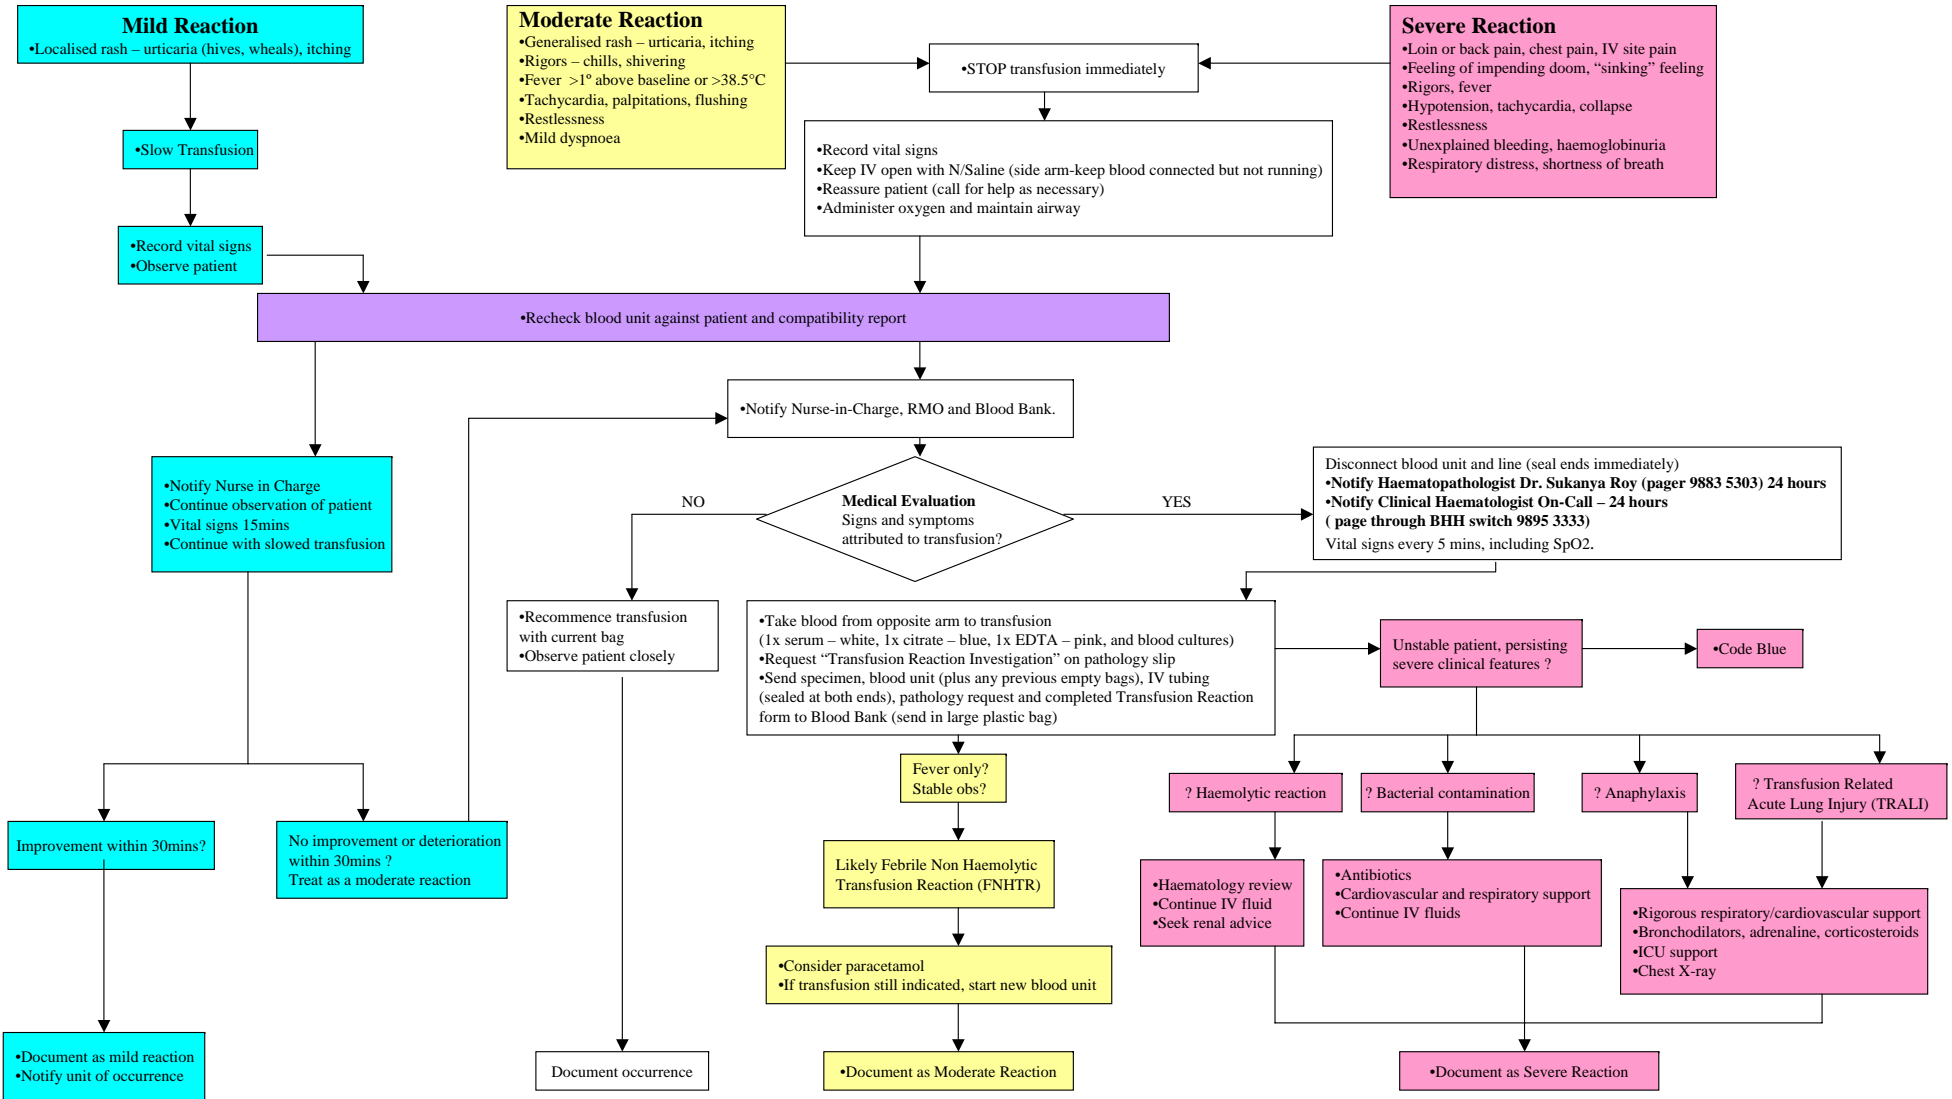 Mild Reaction
•Localised rash – urticaria (hives, wheals), itching
Moderate Reaction
•Generalised rash – urticaria, itching
•Rigors – chills, shivering
•Fever >1º above baseline or >38.5°C
•Tachycardia, palpitations, flushing
•Restlessness
•Mild dyspnoea
•STOP transfusion immediately
Severe Reaction
•Loin or back pain, chest pain, IV site pain
•Feeling of impending doom, “sinking” feeling
•Rigors, fever
•Hypotension, tachycardia, collapse
•Restlessness
•Unexplained bleeding, haemoglobinuria
•Respiratory distress, shortness of breath
•Slow Transfusion
•Record vital signs
•Keep IV open with N/Saline (side arm-keep blood connected but not running)
•Reassure patient (call for help as necessary)
•Administer oxygen and maintain airway
•Record vital signs
•Observe patient
•Recheck blood unit against patient and compatibility report
•Notify Nurse-in-Charge, RMO and Blood Bank.
•Notify Nurse in Charge
•Continue observation of patient
•Vital signs 15mins
•Continue with slowed transfusion
NO
Medical Evaluation
Signs and symptoms
attributed to transfusion?
YES
Disconnect blood unit and line (seal ends immediately)
•Notify Haematopathologist Dr. Sukanya Roy (pager 9883 5303) 24 hours
•Notify Clinical Haematologist On-Call – 24 hours
( page through BHH switch 9895 3333)
Vital signs every 5 mins, including SpO2.
•Recommence transfusion
with current bag
•Observe patient closely
•Take blood from opposite arm to transfusion
(1x serum – white, 1x citrate – blue, 1x EDTA – pink, and blood cultures)
•Request “Transfusion Reaction Investigation” on pathology slip
•Send specimen, blood unit (plus any previous empty bags), IV tubing
(sealed at both ends), pathology request and completed Transfusion Reaction
form to Blood Bank (send in large plastic bag)
Unstable patient, persisting
severe clinical features ?
•Code Blue
Fever only?
Stable obs?
? Haemolytic reaction
? Bacterial contamination
? Anaphylaxis
? Transfusion Related
Acute Lung Injury (TRALI)
Improvement within 30mins?
No improvement or deterioration
within 30mins ?
Treat as a moderate reaction
Likely Febrile Non Haemolytic
Transfusion Reaction (FNHTR)
•Haematology review
•Continue IV fluid
•Seek renal advice
•Antibiotics
•Cardiovascular and respiratory support
•Continue IV fluids
•Rigorous respiratory/cardiovascular support
•Bronchodilators, adrenaline, corticosteroids
•ICU support
•Chest X-ray
•Consider paracetamol
•If transfusion still indicated, start new blood unit
•Document as mild reaction
•Notify unit of occurrence
Document occurrence
•Document as Moderate Reaction
•Document as Severe Reaction